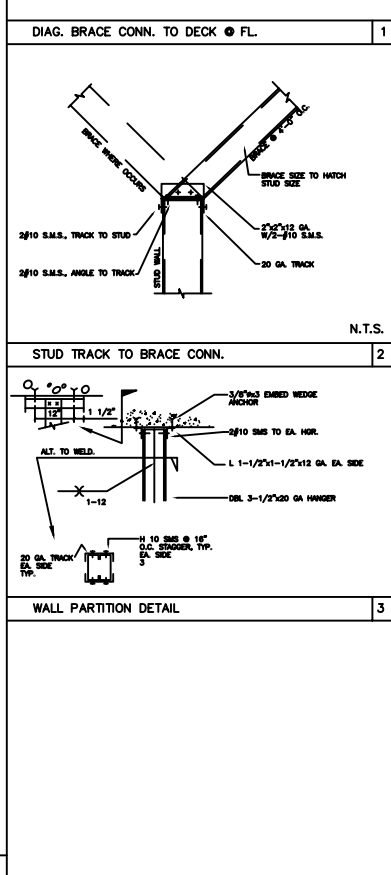 DIAG. BRACE CONN. TO DECK @ FL.
1
BRACE WHERE OCCURS
BRACE @ 4'-0" O.C.
BRACE SIZE TO HATCH
STUD SIZE
2#10 S.M.S., TRACK TO STUD
2"x2"x12 GA.
W/2-#10 S.M.S.
2#10 S.M.S., ANGLE TO TRACK
STUD WALL
20 GA. TRACK
N.T.S.
STUD TRACK TO BRACE CONN.
2
12"
1 1/2"
3/8"øx3 EMBED WEDGE
ANCHOR
2#10 SMS TO EA. HGR.
ALT. TO WELD.
L 1-1/2"x1-1/2"x12 GA. EA. SIDE
1-12
DBL 3-1/2"x20 GA HANGER
20 GA. TRACK
EA. SIDE
TYP.
H 10 SMS @ 16"
O.C. STAGGER, TYP.
EA. SIDE
3
WALL PARTITION DETAIL
3